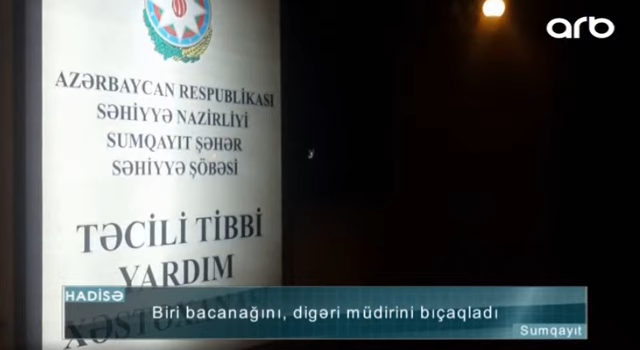 arb
AZƏRBAYCAN RESPUBLİKASI
SƏHİYYƏ NAZİRLİYİ
SUMQAYIT ŞƏHƏR
SƏHİYYƏ ŞÖBƏSİ
TƏCİLİ TİBBİ
YARDIM
XƏSTƏXANASI
HADİSƏ
Biri bacanağını, digəri müdirini bıçaqladı
Sumqayıt